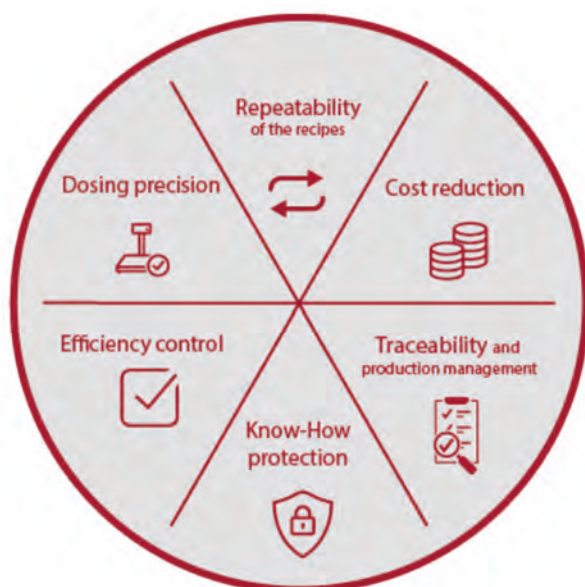 Repeatability
of the recipes
Dosing precision
Cost reduction
Efficiency control
Traceability and
production management
Know-How
protection